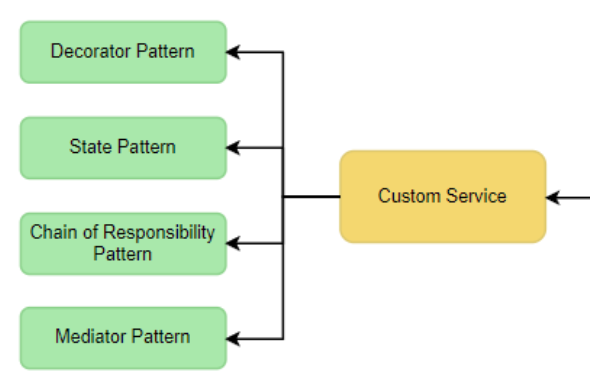 Decorator Pattern
State Pattern
Custom Service
Chain of Responsibility
Pattern
Mediator Pattern